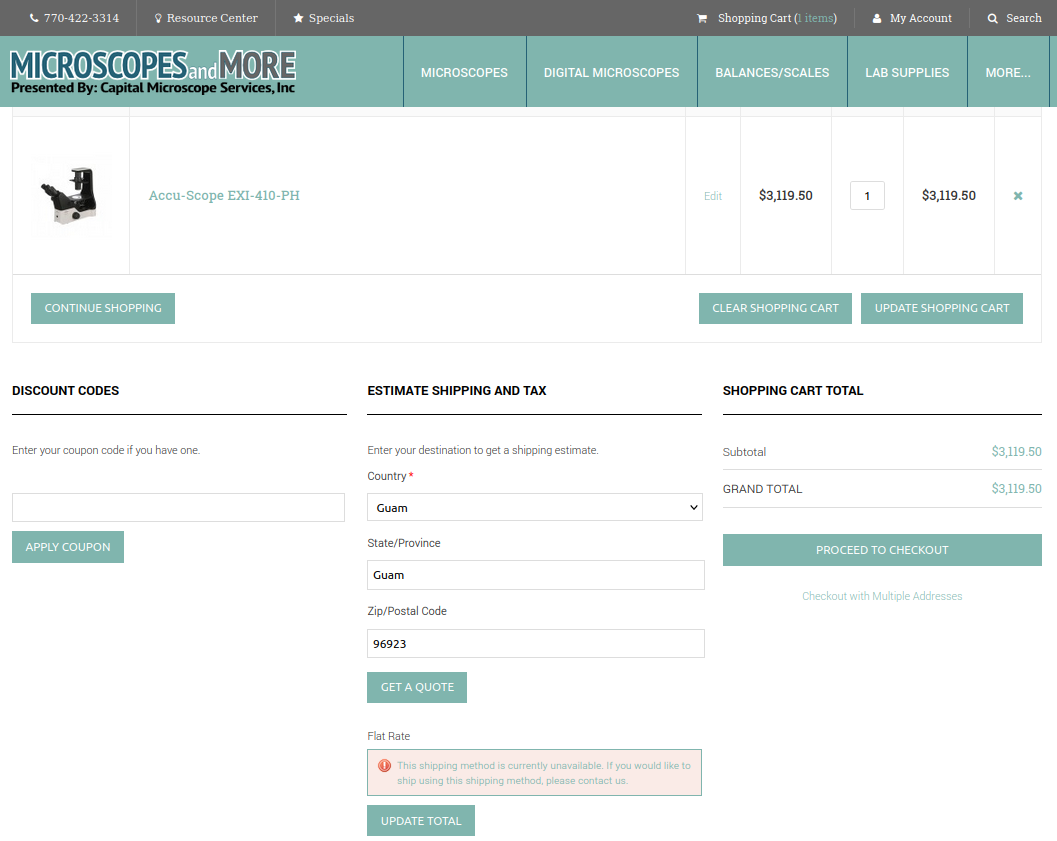 770-422-3314
Resource Center
Specials
Shopping Cart (1 items)
My Account
Search
MICROSCOPESandMORE
Presented By: Capital Microscope Services, Inc
MICROSCOPES
DIGITAL MICROSCOPES
BALANCES/SCALES
LAB SUPPLIES
MORE...
Accu-Scope EXI-410-PH
Edit
$3,119.50
1
$3,119.50
CONTINUE SHOPPING
CLEAR SHOPPING CART
UPDATE SHOPPING CART
DISCOUNT CODES
Enter your coupon code if you have one.
APPLY COUPON
ESTIMATE SHIPPING AND TAX
Enter your destination to get a shipping estimate.
Country *
Guam
State/Province
Guam
Zip/Postal Code
96923
GET A QUOTE
Flat Rate
This shipping method is currently unavailable. If you would like to
ship using this shipping method, please contact us.
UPDATE TOTAL
SHOPPING CART TOTAL
Subtotal $3,119.50
GRAND TOTAL $3,119.50
PROCEED TO CHECKOUT
Checkout with Multiple Addresses